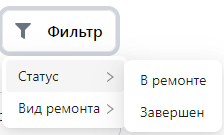 Фильтр
Статус
Вид ремонта
В ремонте
Завершен